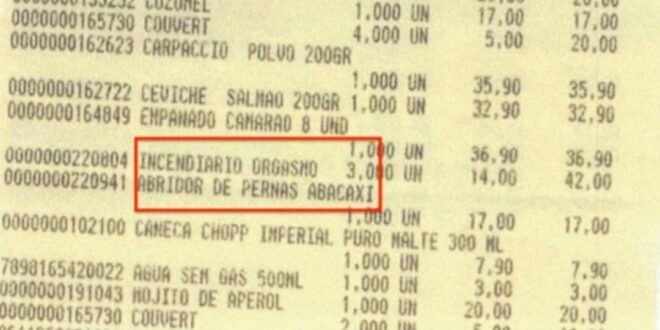 COZUMEL 1,000 UN 17,00 17,00
0000000165730 COUVERT 4,000 UN 5,00 20,00
0000000162623 CARPACCIO POLVO 200GR
1,000 UN 35,90 35,90
0000000162722 CEVICHE SALMAO 200GR 1,000 UN 32,90 32,90
0000000164849 EMPANADO CAMARAO 8 UND
1,000 UN 36,90 36,90
0000000220804 INCENDIARIO ORGASMO 3,000 UN 14,00 42,00
0000000220941 ABRIDOR DE PERNAS ABACAXI
1,000 UN 17,00 17,00
0000000102100 CANECA CHOPP IMPERIAL PURO MALTE 300 ML
1,000 UN 7,90 7,90
7898165420022 AGUA SEM GAS 500ML 1,000 UN 3,00 3,00
0000000191043 MOJITO DE APEROL 1,000 UN 20,00 20,00
0000000165730 COUVERT 2,000 UN